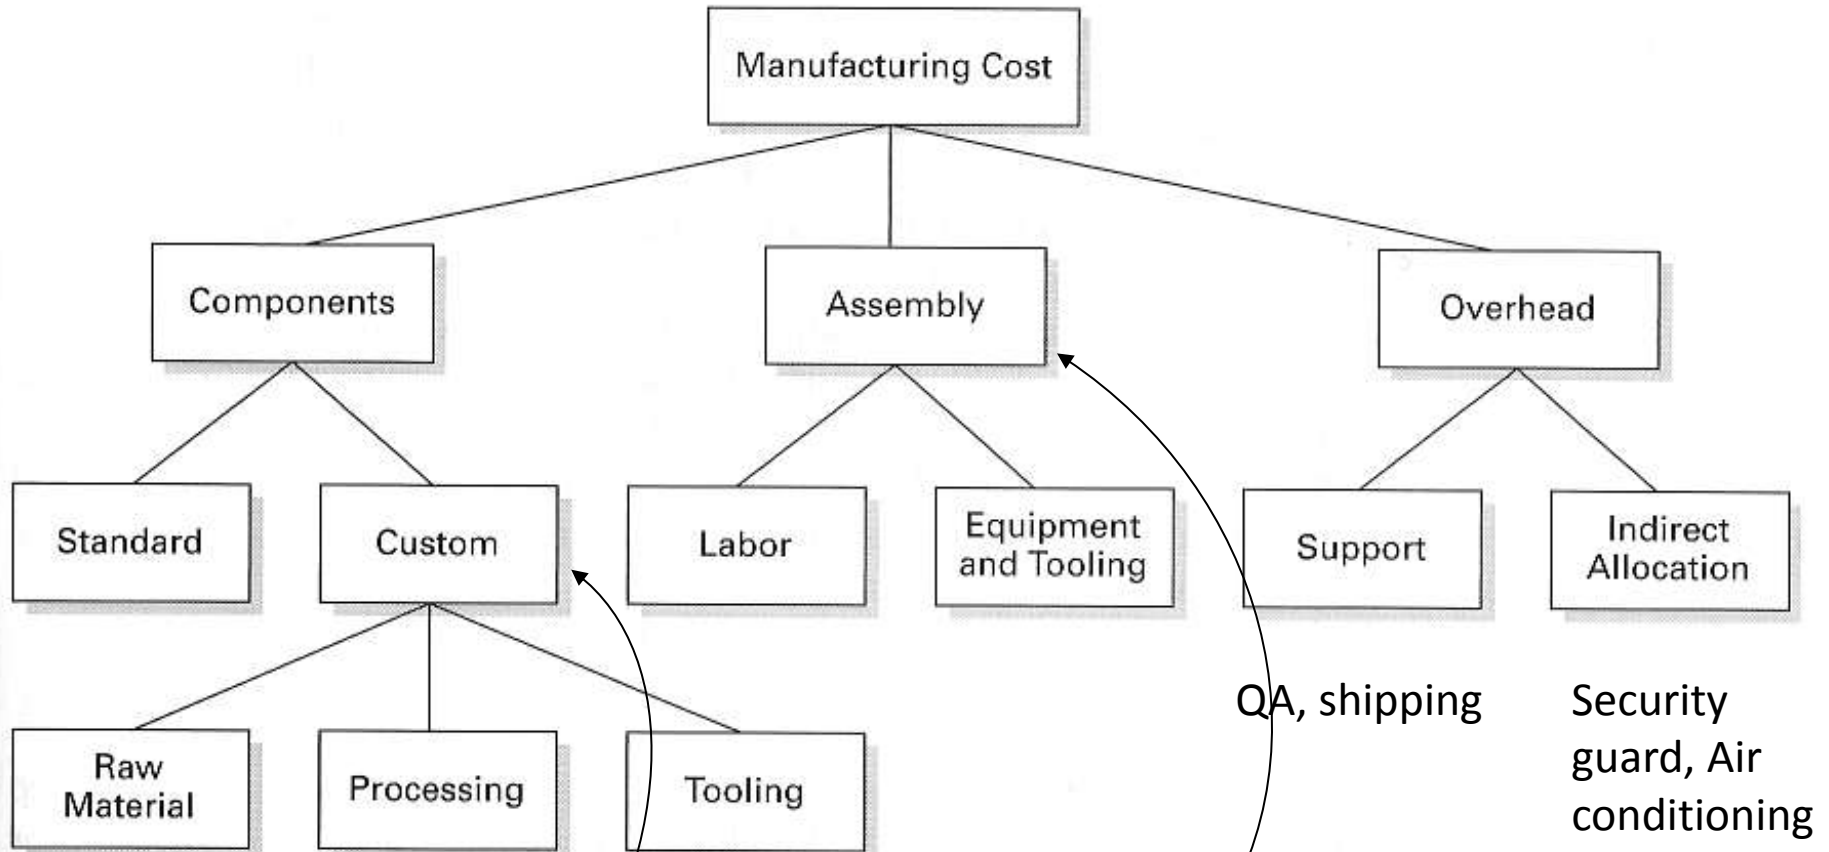 Manufacturing Cost
Components
Assembly
Overhead
Standard
Custom
Labor
Equipment
and Tooling
Support
Indirect
Allocation
QA, shipping
Security
guard, Air
conditioning
Raw
Material
Processing
Tooling